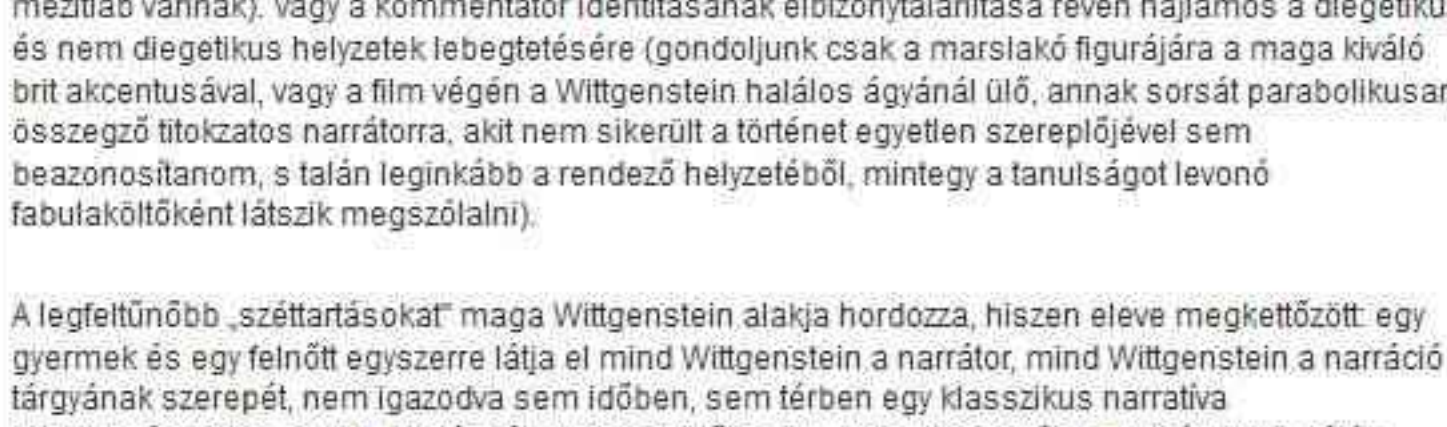 mezítláb vannak). Vagy a kommentátor identitásának elbizonytalanítása révén hajlamos a diegetiku
és nem diegetikus helyzetek lebegtetésére (gondoljunk csak a marslakó figurájára a maga kiváló
brit akcentusával, vagy a film végén a Wittgenstein halálos ágyánál ülő, annak sorsát parabolikusan
összegző titokzatos narrátorra, akit nem sikerült a történet egyetlen szereplőjével sem
beazonosítanom, s talán leginkább a rendező helyzetéből, mintegy a tanulságot levonó
fabulaköltőként látszik megszólalni).
A legfeltűnőbb „széttartásokat” maga Wittgenstein alakja hordozza, hiszen eleve megkettőzött: egy
gyermek és egy felnőtt egyszerre látja el mind Wittgenstein a narrátor, mind Wittgenstein a narráció
tárgyának szerepét, nem igazodva sem időben, sem térben egy klasszikus narratíva